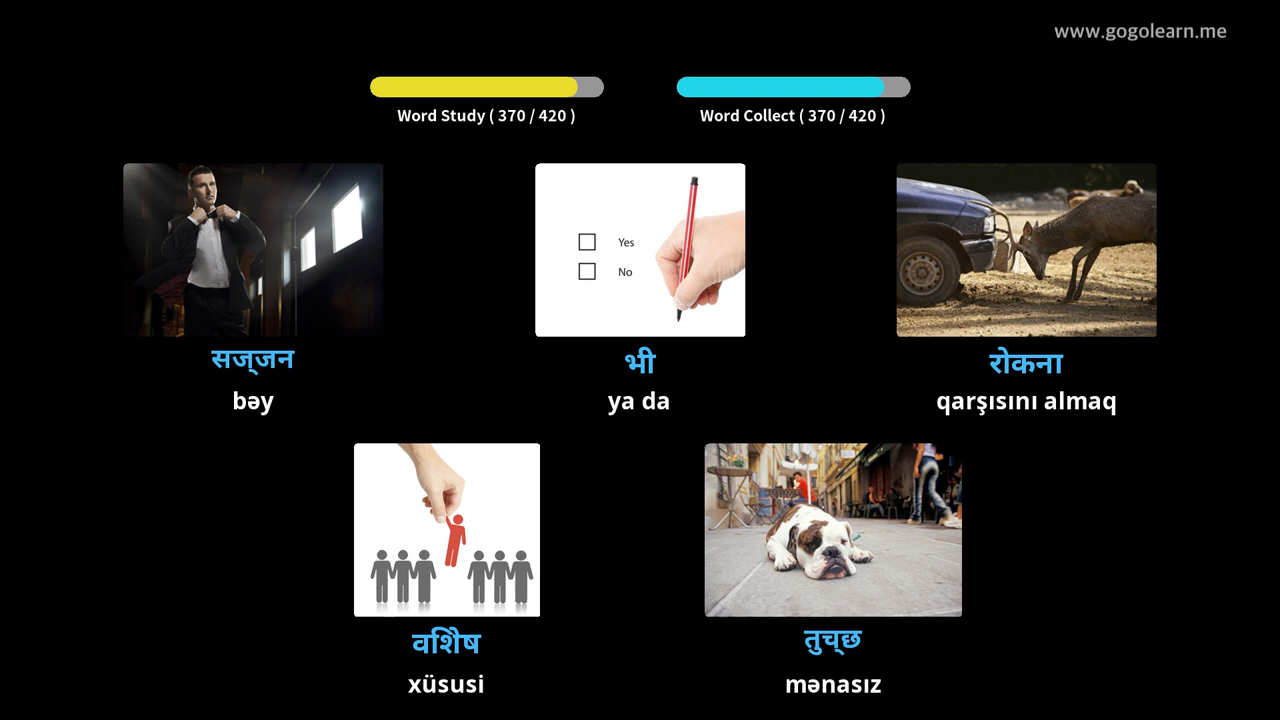 www.gogolearn.me
Word Study ( 370 / 420 )
Word Collect ( 370 / 420 )
Yes
No
सज्जन
bəy
भी
ya da
रोकना
qarşısını almaq
विशेष
xüsusi
तुच्छ
mənasız